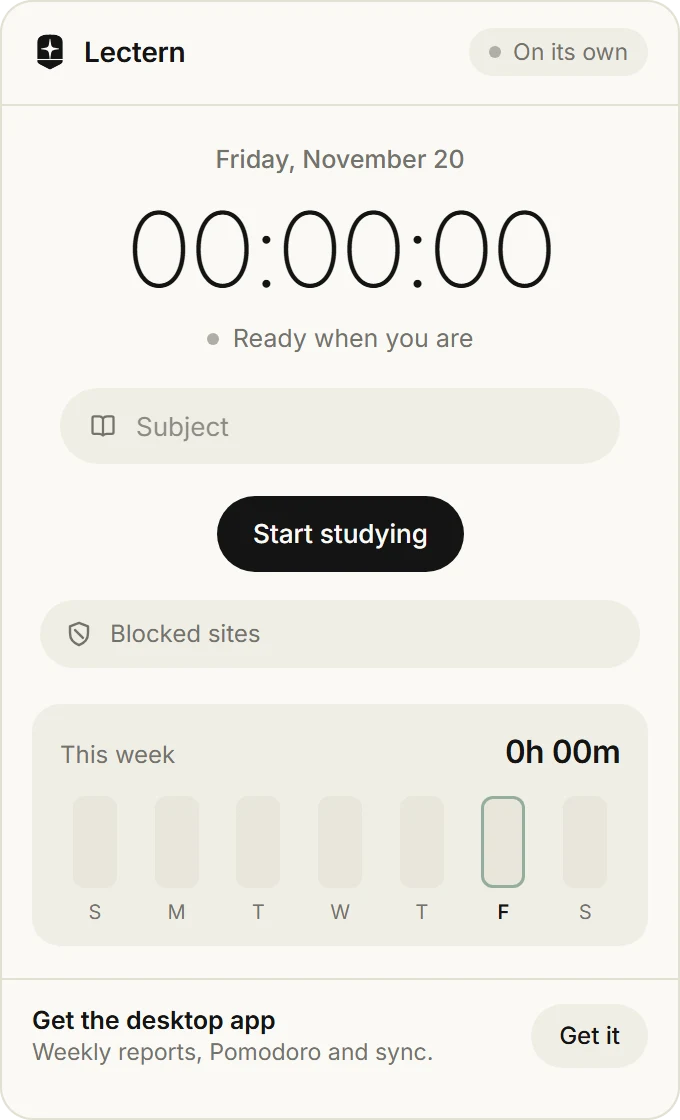 Lectern
On its own
Friday, November 20
00:00:00
Ready when you are
Subject
Start studying
Blocked sites
This week
0h 00m
S M T W T F S
Get the desktop app
Weekly reports, Pomodoro and sync.
Get it